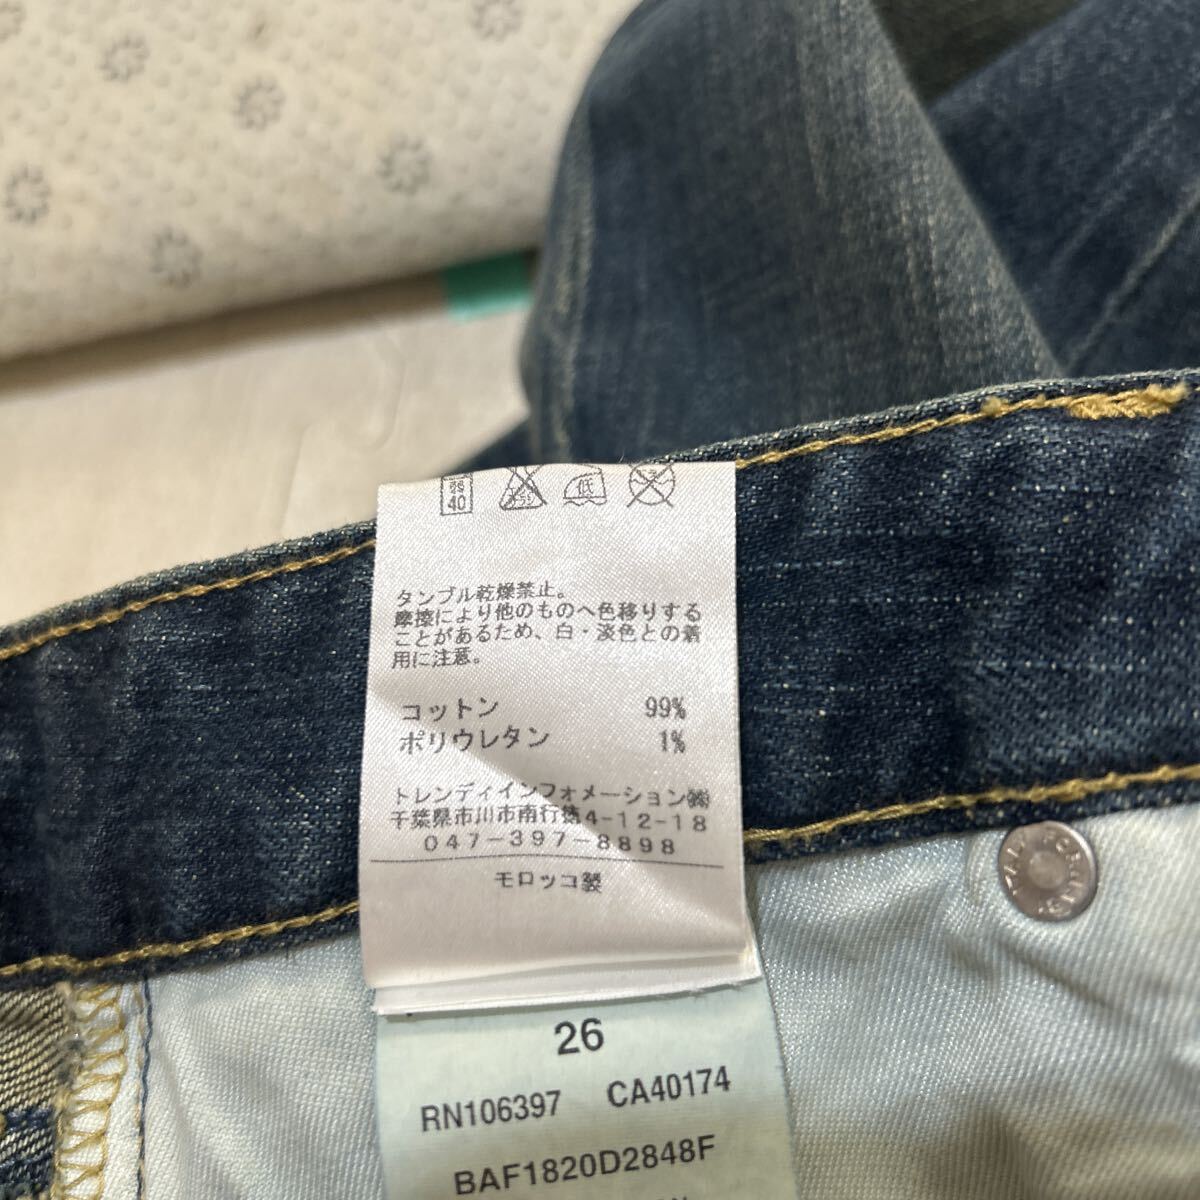 40
低
タンブル乾燥禁止。
摩擦により他のものへ色移りする
ことがあるため、白・淡色との着
用に注意。
コットン 99%
ポリウレタン 1%
トレンディインフォメーション㈱
千葉県市川市南行徳4-12-18
047-397-8898
モロッコ製
26
RN106397 CA40174
BAF1820D2848F